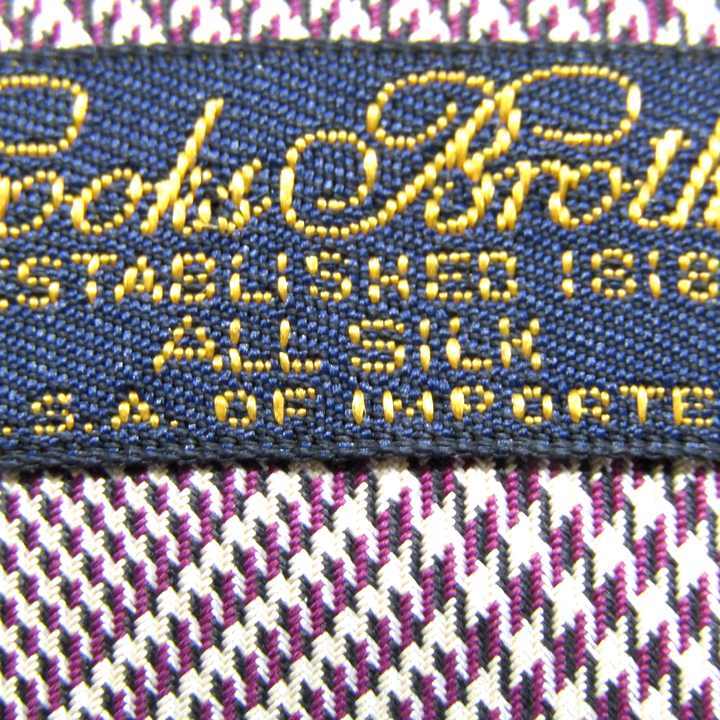 ooks Broth
STABLISHED 1818
ALL SILK
S.A. OF IMPORTE